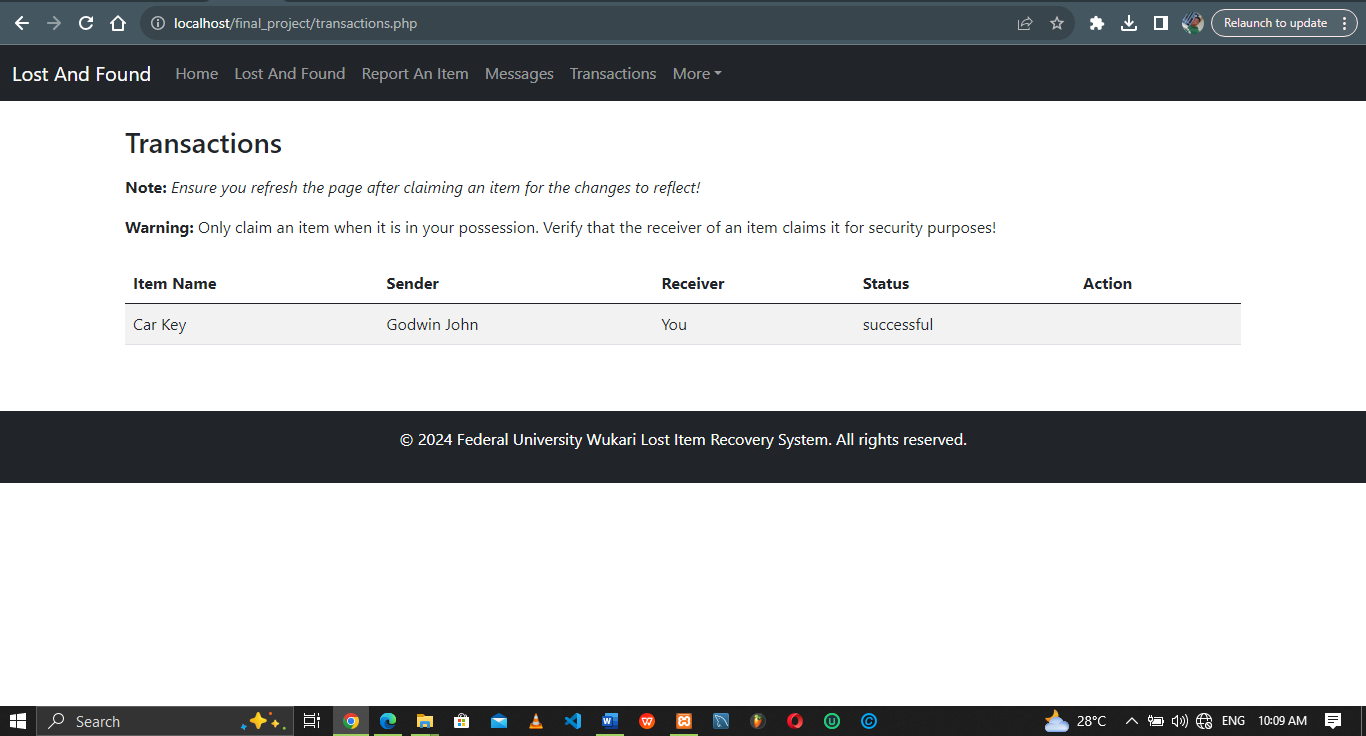 localhost/final_project/transactions.php
Relaunch to update
Lost And Found Home Lost And Found Report An Item Messages Transactions More
Transactions
Note: Ensure you refresh the page after claiming an item for the changes to reflect!
Warning: Only claim an item when it is in your possession. Verify that the receiver of an item claims it for security purposes!
Item Name Sender Receiver Status Action
Car Key Godwin John You successful
© 2024 Federal University Wukari Lost Item Recovery System. All rights reserved.
Search 28°C ENG 10:09 AM